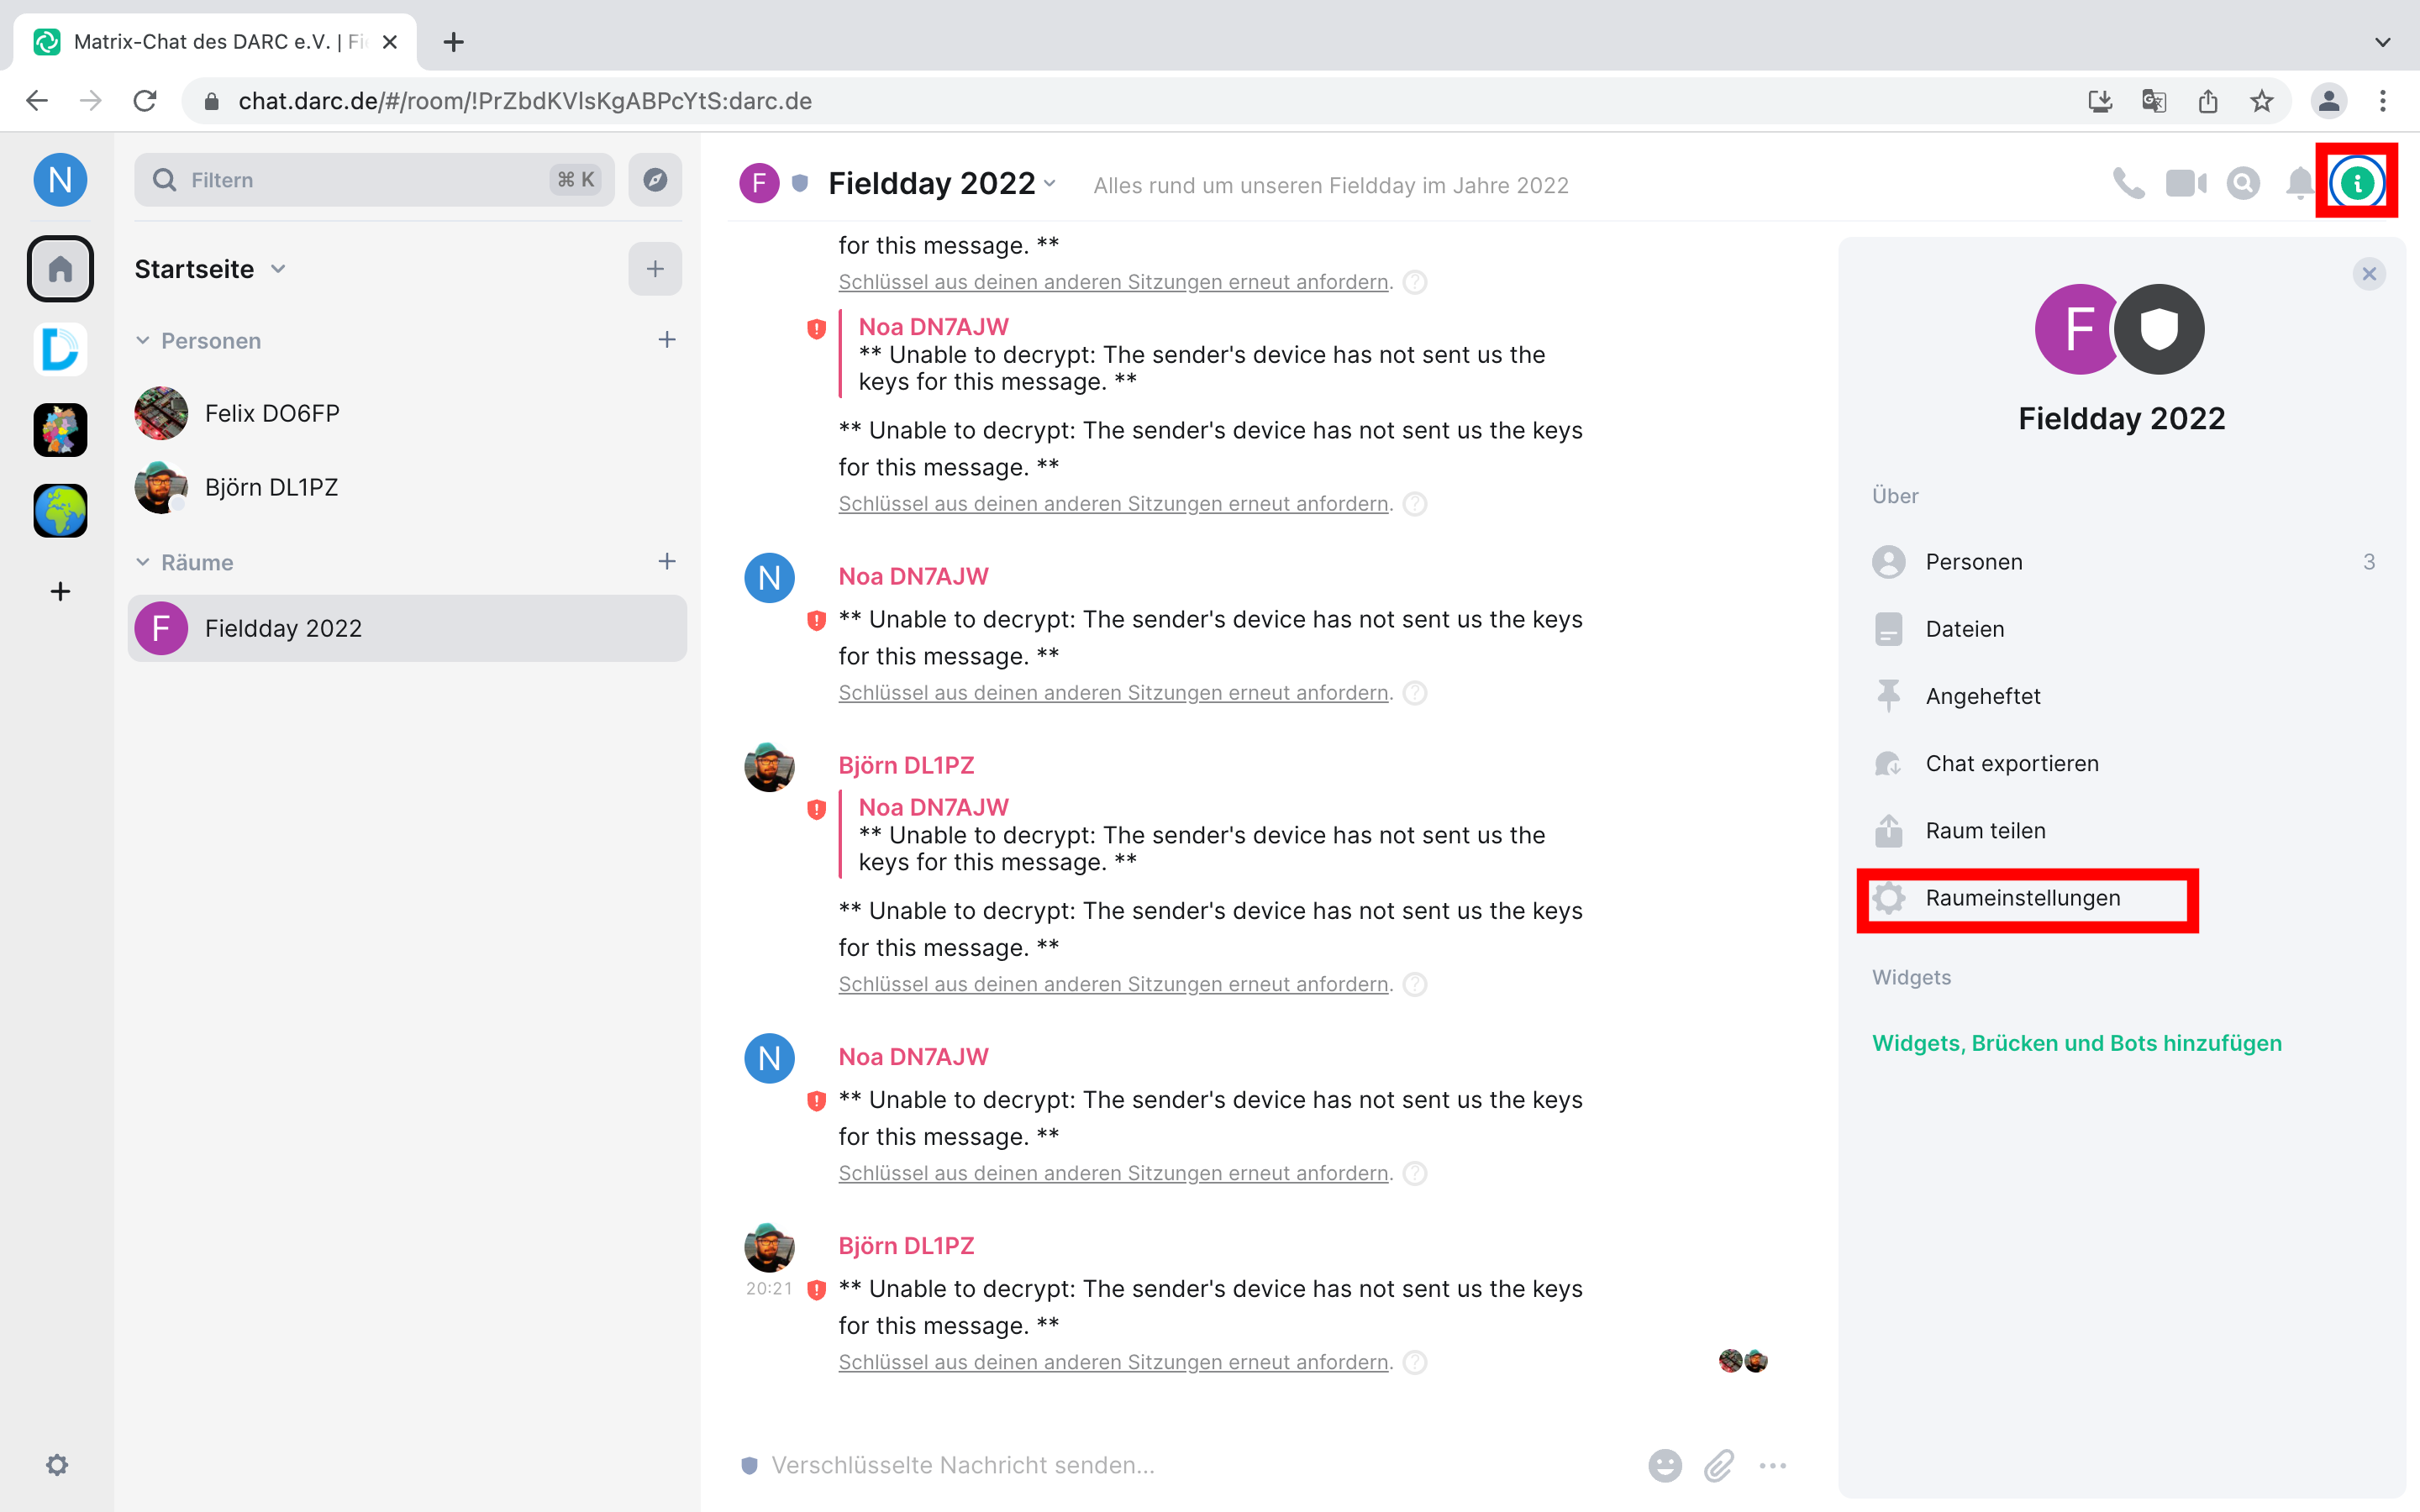 Matrix-Chat des DARC e.V. | Fi
chat.darc.de/#/room/!PrZbdKVlsKgABPcYtS:darc.de
N
Filtern
⌘ K
Startseite
Personen
Felix DO6FP
Björn DL1PZ
Räume
F
Fieldday 2022
F
Fieldday 2022
Alles rund um unseren Fieldday im Jahre 2022
for this message. **
Schlüssel aus deinen anderen Sitzungen erneut anfordern.
Noa DN7AJW
** Unable to decrypt: The sender's device has not sent us the
keys for this message. **
** Unable to decrypt: The sender's device has not sent us the keys
for this message. **
Schlüssel aus deinen anderen Sitzungen erneut anfordern.
N
Noa DN7AJW
** Unable to decrypt: The sender's device has not sent us the keys
for this message. **
Schlüssel aus deinen anderen Sitzungen erneut anfordern.
Björn DL1PZ
Noa DN7AJW
** Unable to decrypt: The sender's device has not sent us the
keys for this message. **
** Unable to decrypt: The sender's device has not sent us the keys
for this message. **
Schlüssel aus deinen anderen Sitzungen erneut anfordern.
N
Noa DN7AJW
** Unable to decrypt: The sender's device has not sent us the keys
for this message. **
Schlüssel aus deinen anderen Sitzungen erneut anfordern.
Björn DL1PZ
20:21
** Unable to decrypt: The sender's device has not sent us the keys
for this message. **
Schlüssel aus deinen anderen Sitzungen erneut anfordern.
Verschlüsselte Nachricht senden...
F
Fieldday 2022
Über
Personen 3
Dateien
Angeheftet
Chat exportieren
Raum teilen
Raumeinstellungen
Widgets
Widgets, Brücken und Bots hinzufügen